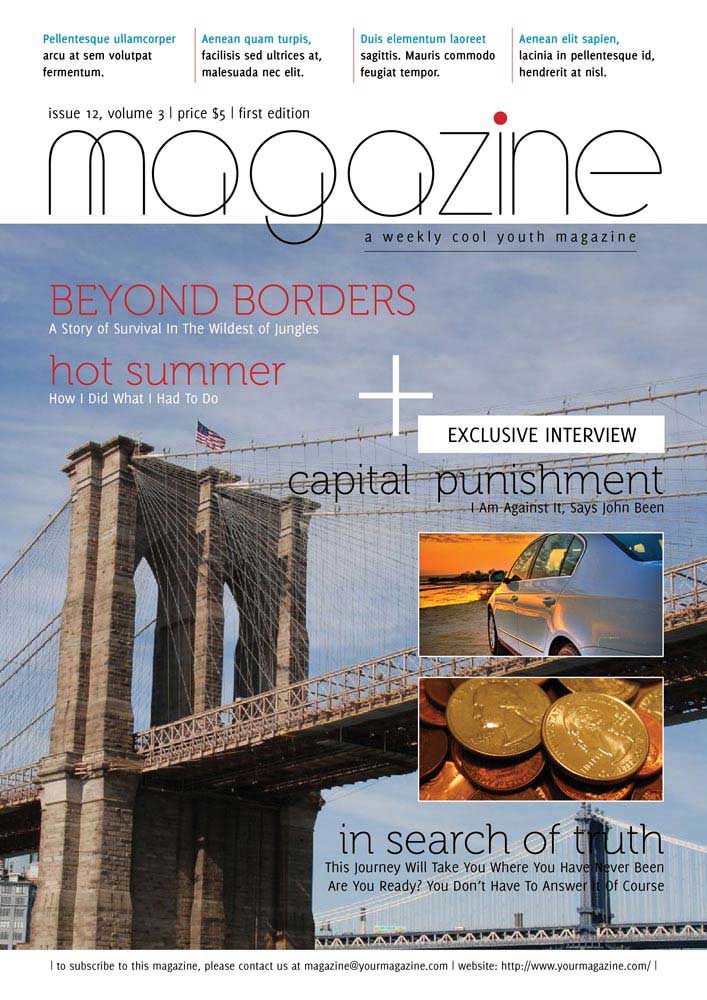 Pellentesque ullamcorper
arcu at sem volutpat
fermentum.
Aenean quam turpis,
facilisis sed ultrices at,
malesuada nec elit.
Duis elementum laoreet
sagittis. Mauris commodo
feugiat tempor.
Aenean elit sapien,
lacinia in pellentesque id,
hendrerit at nisl.
issue 12, volume 3 | price $5 | first edition
magazine
a weekly cool youth magazine
BEYOND BORDERS
A Story of Survival In The Wildest of Jungles
hot summer
How I Did What I Had To Do
+
EXCLUSIVE INTERVIEW
capital punishment
I Am Against It, Says John Been
in search of truth
This Journey Will Take You Where You Have Never Been
Are You Ready? You Don't Have To Answer It Of Course
| to subscribe to this magazine, please contact us at magazine@yourmagazine.com | website: http://www.yourmagazine.com/ |